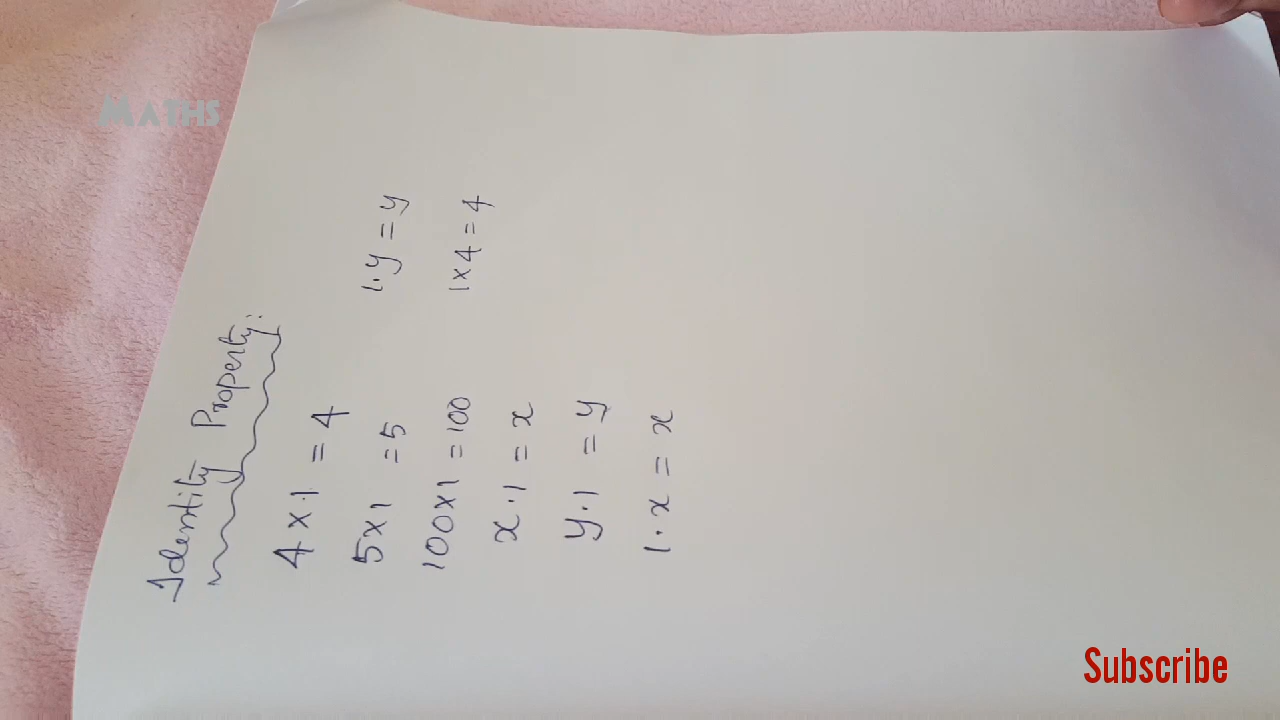 MATHS
Identity Property:
4 × 1 = 4
5×1 = 5
100×1 = 100
x·1 = x
y·1 = y
1·x = x
1·y = y
1×4 = 4
Subscribe